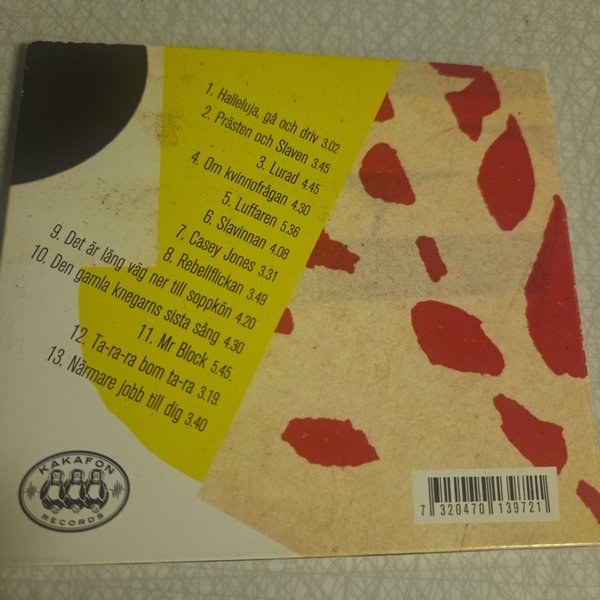 1. Halleluja, gå och driv 3.02
2. Prästen och Slaven 3.45
3. Lurad 4.45
4. Om kvinnofrågan 4.30
5. Luffaren 5.36
6. Slavinnan 4.08
7. Casey Jones 3.31
8. Rebellflickan 3.49
9. Det är lång väg ner till soppkön 4.20
10. Den gamla knegarns sista sång 4.30
11. Mr Block 5.45.
12. Ta-ra-ra bom ta-ra 3.19
13. Närmare jobb till dig 3.40
KAKAFON
RECORDS
7 320470 139721